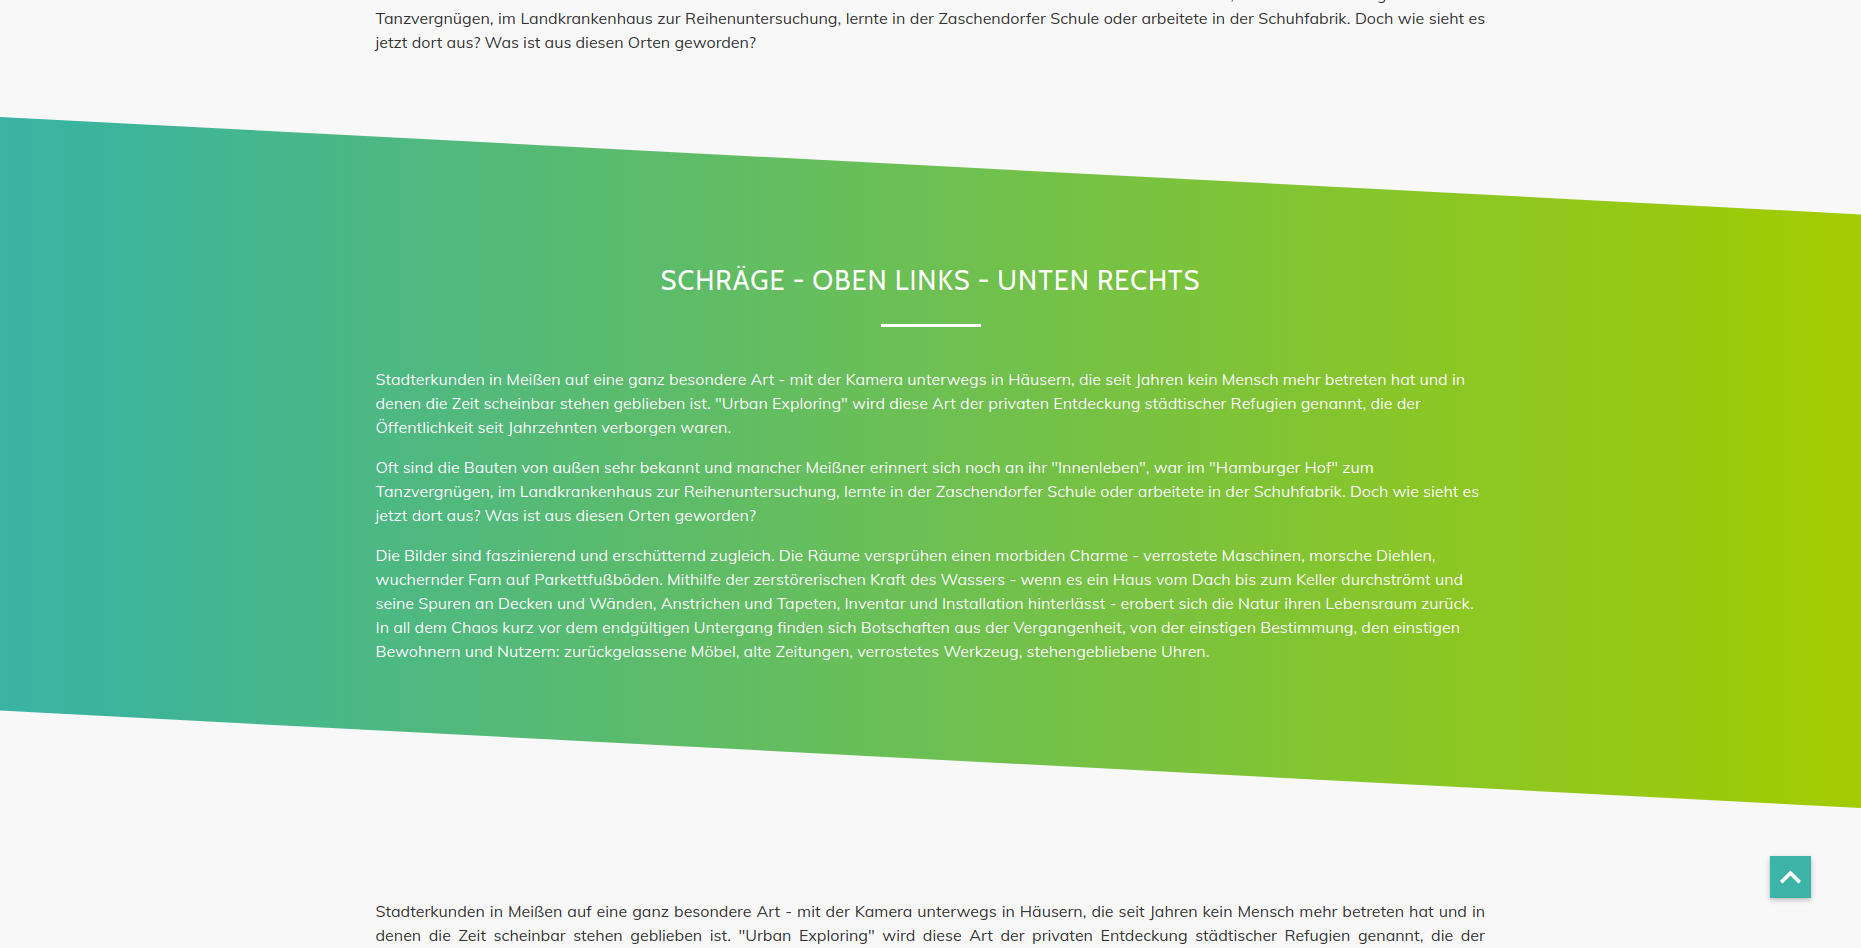 Tanzvergnügen, im Landkrankenhaus zur Reihenuntersuchung, lernte in der Zaschendorfer Schule oder arbeitete in der Schuhfabrik. Doch wie sieht es
jetzt dort aus? Was ist aus diesen Orten geworden?
SCHRÄGE - OBEN LINKS - UNTEN RECHTS
Stadterkunden in Meißen auf eine ganz besondere Art - mit der Kamera unterwegs in Häusern, die seit Jahren kein Mensch mehr betreten hat und in
denen die Zeit scheinbar stehen geblieben ist. "Urban Exploring" wird diese Art der privaten Entdeckung städtischer Refugien genannt, die der
Öffentlichkeit seit Jahrzehnten verborgen waren.
Oft sind die Bauten von außen sehr bekannt und mancher Meißner erinnert sich noch an ihr "Innenleben", war im "Hamburger Hof" zum
Tanzvergnügen, im Landkrankenhaus zur Reihenuntersuchung, lernte in der Zaschendorfer Schule oder arbeitete in der Schuhfabrik. Doch wie sieht es
jetzt dort aus? Was ist aus diesen Orten geworden?
Die Bilder sind faszinierend und erschütternd zugleich. Die Räume versprühen einen morbiden Charme - verrostete Maschinen, morsche Diehlen,
wuchernder Farn auf Parkettfußböden. Mithilfe der zerstörerischen Kraft des Wassers - wenn es ein Haus vom Dach bis zum Keller durchströmt und
seine Spuren an Decken und Wänden, Anstrichen und Tapeten, Inventar und Installation hinterlässt - erobert sich die Natur ihren Lebensraum zurück.
In all dem Chaos kurz vor dem endgültigen Untergang finden sich Botschaften aus der Vergangenheit, von der einstigen Bestimmung, den einstigen
Bewohnern und Nutzern: zurückgelassene Möbel, alte Zeitungen, verrostetes Werkzeug, stehengebliebene Uhren.
Stadterkunden in Meißen auf eine ganz besondere Art - mit der Kamera unterwegs in Häusern, die seit Jahren kein Mensch mehr betreten hat und in
denen die Zeit scheinbar stehen geblieben ist. "Urban Exploring" wird diese Art der privaten Entdeckung städtischer Refugien genannt, die der